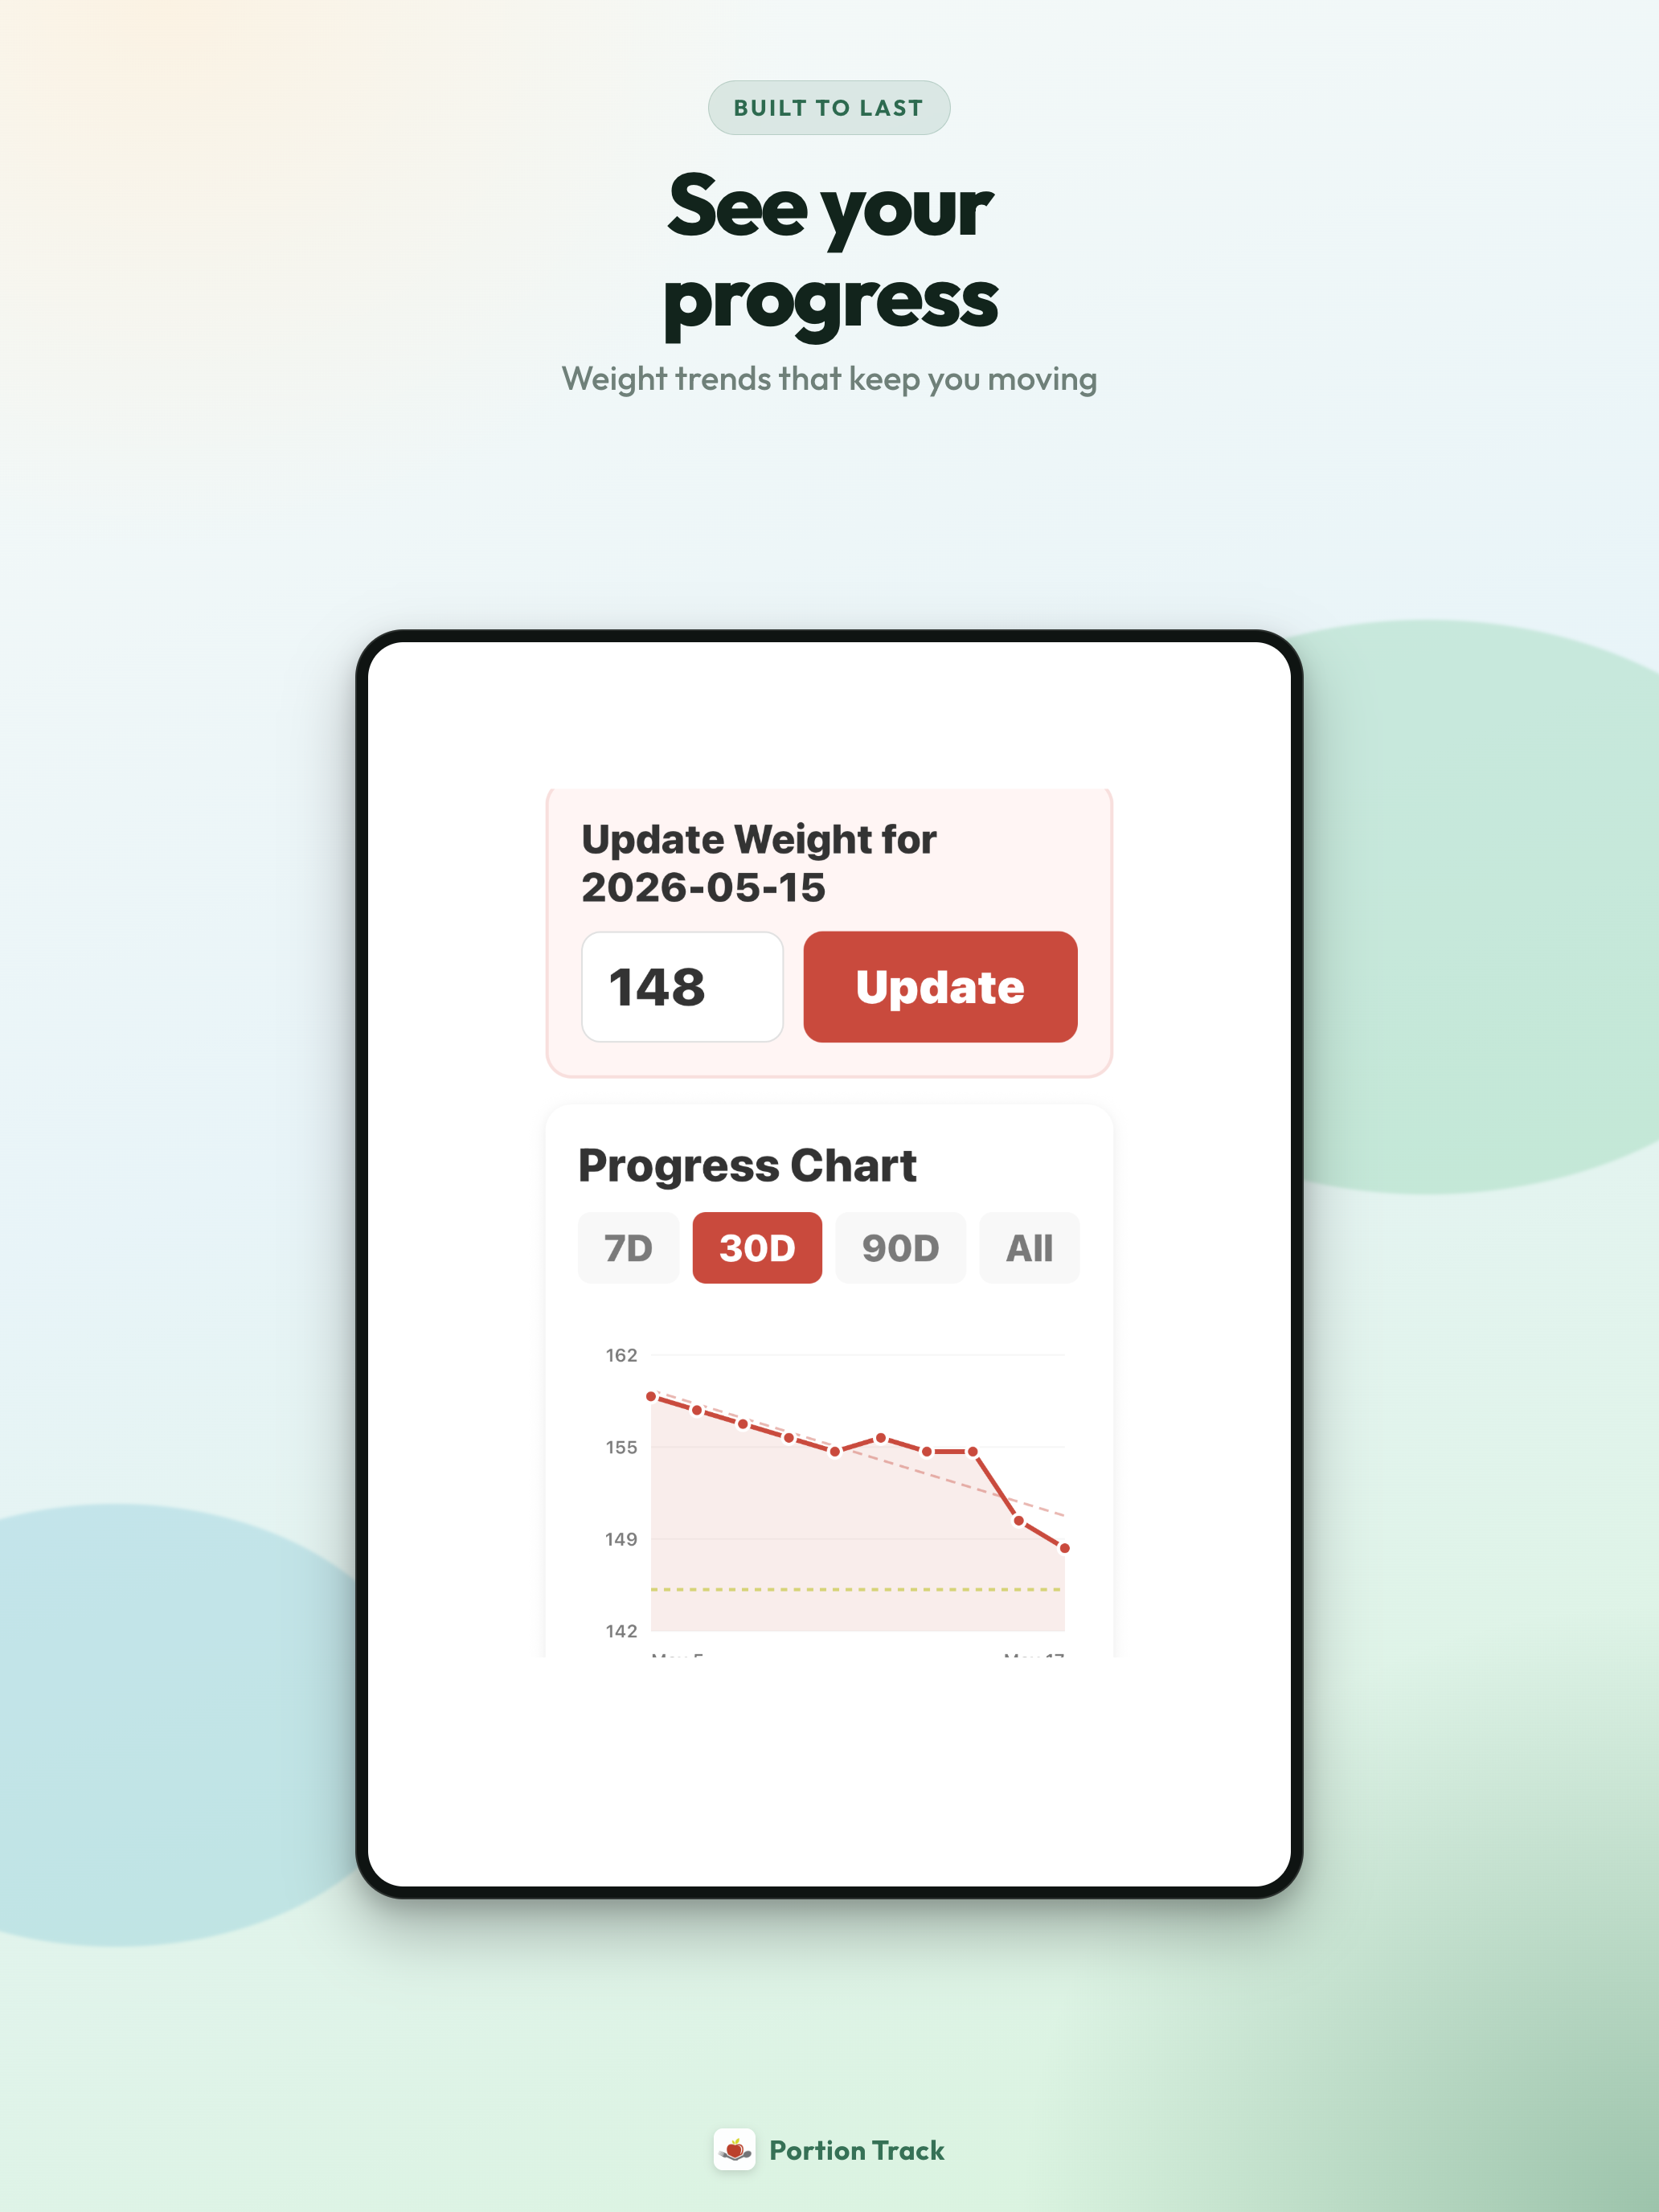 BUILT TO LAST
See your
progress
Weight trends that keep you moving
Update Weight for
2026-05-15
148 Update
Progress Chart
7D 30D 90D All
162
155
149
142
Portion Track